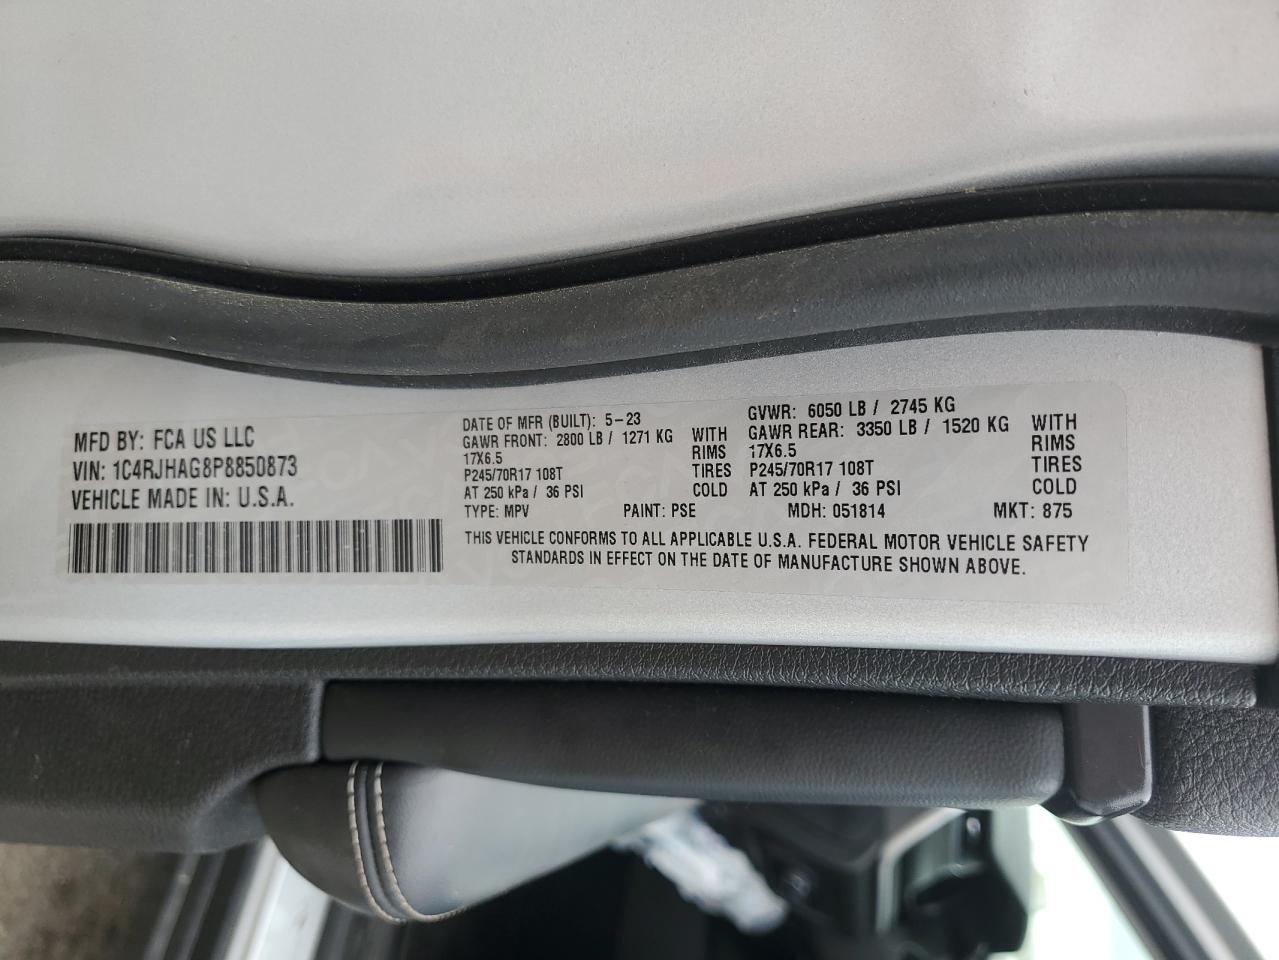 MFD BY: FCA US LLC
VIN: 1C4RJHAG8P8850873
VEHICLE MADE IN: U.S.A.
DATE OF MFR (BUILT): 5-23
GAWR FRONT: 2800 LB / 1271 KG WITH
17X6.5 RIMS
P245/70R17 108T TIRES
AT 250 kPa / 36 PSI COLD
GVWR: 6050 LB / 2745 KG
GAWR REAR: 3350 LB / 1520 KG WITH
17X6.5 RIMS
P245/70R17 108T TIRES
AT 250 kPa / 36 PSI COLD
TYPE: MPV PAINT: PSE MDH: 051814 MKT: 875
THIS VEHICLE CONFORMS TO ALL APPLICABLE U.S.A. FEDERAL MOTOR VEHICLE SAFETY
STANDARDS IN EFFECT ON THE DATE OF MANUFACTURE SHOWN ABOVE.